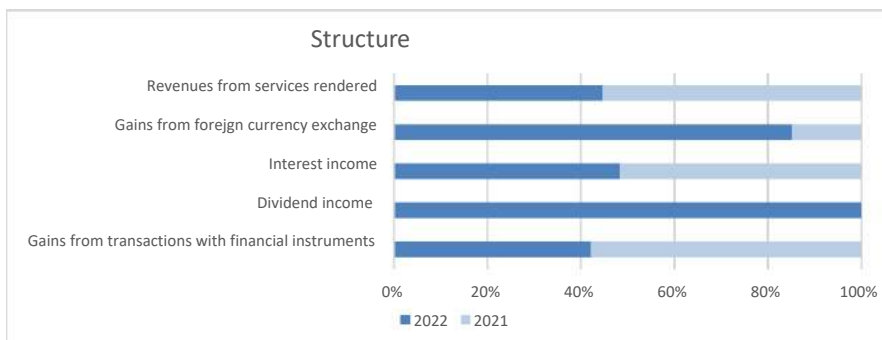 Structure
Revenues from services rendered
Gains from forejgn currency exchange
Interest income
Dividend income
Gains from transactions with financial instruments
0% 20% 40% 60% 80% 100%
2022 2021